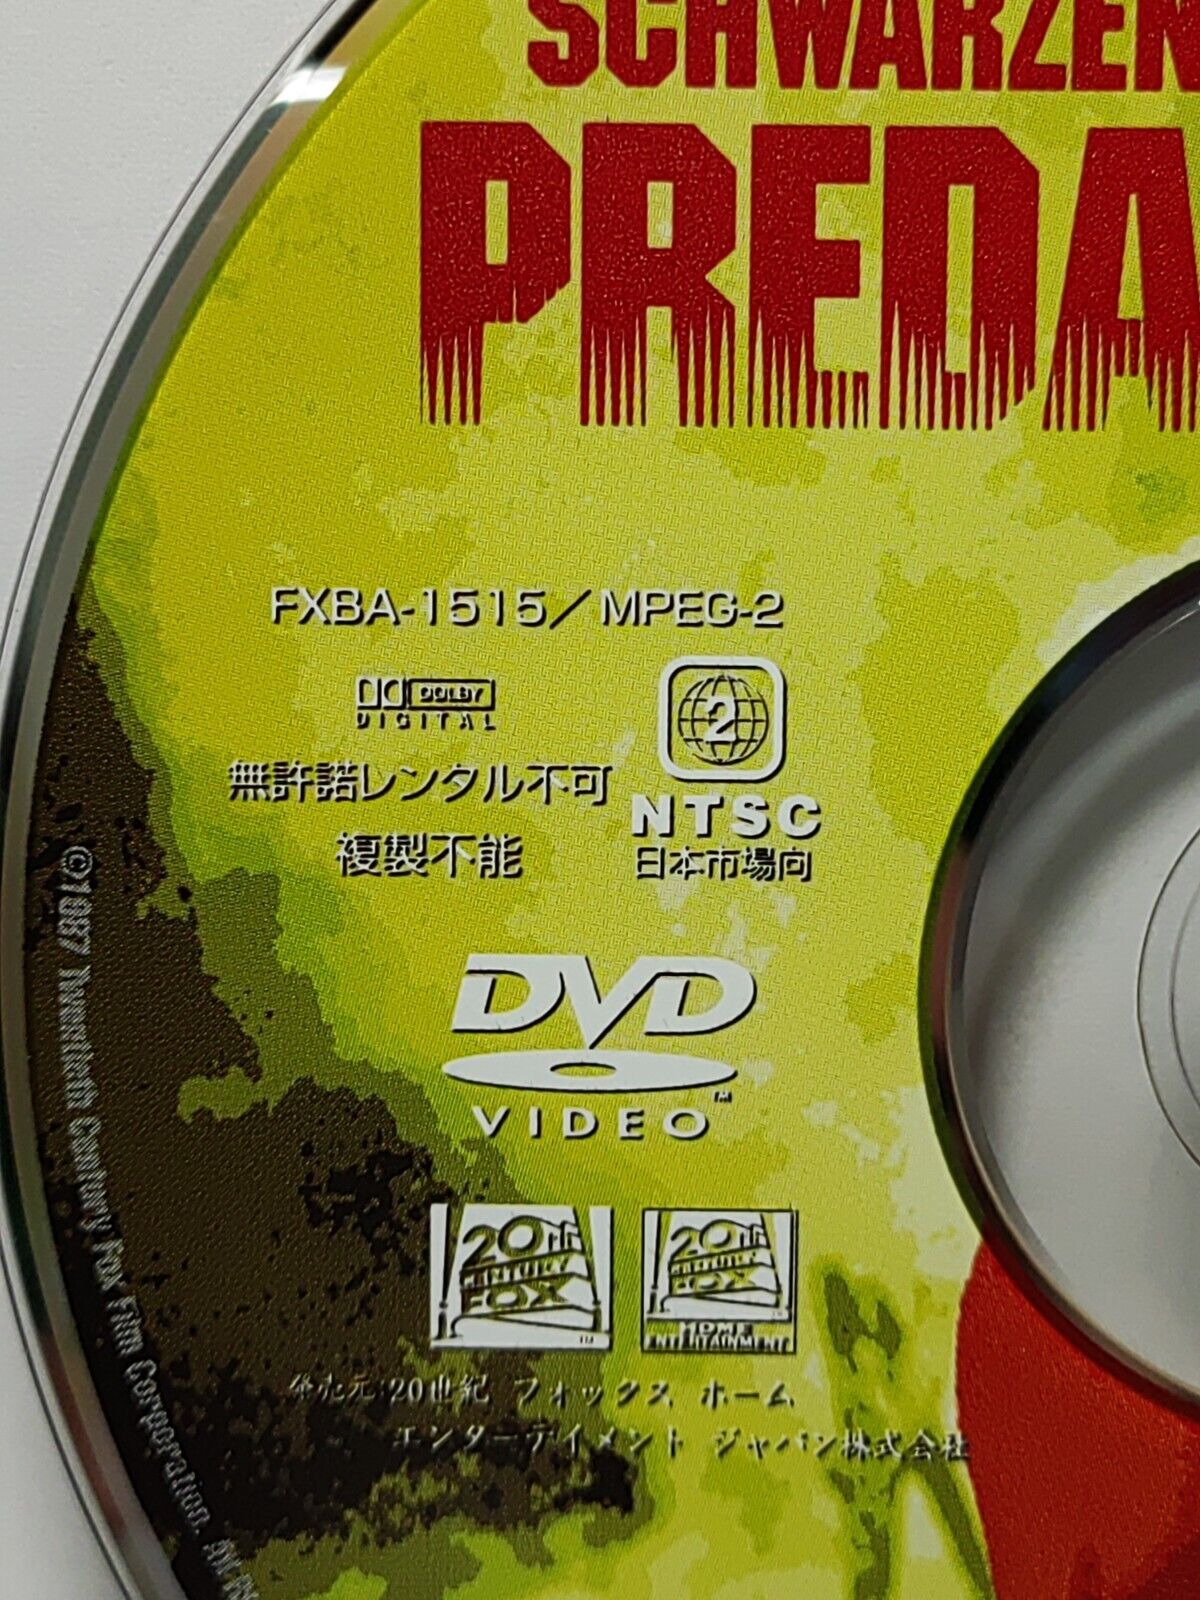 SCHWARZEN
PREDA
FXBA-1515／MPEG-2
DOLBY
DIGITAL
2
無許諾レンタル不可
NTSC
複製不能
日本市場向
DVD
VIDEO™
20TH
CENTURY
FOX
TM
20TH
CENTURY
FOX
HOME
ENTERTAINMENT
発売元:20世紀 フォックス ホーム
エンターテイメント ジャパン株式会社
©1987 Twentieth Century Fox Film Corporation.